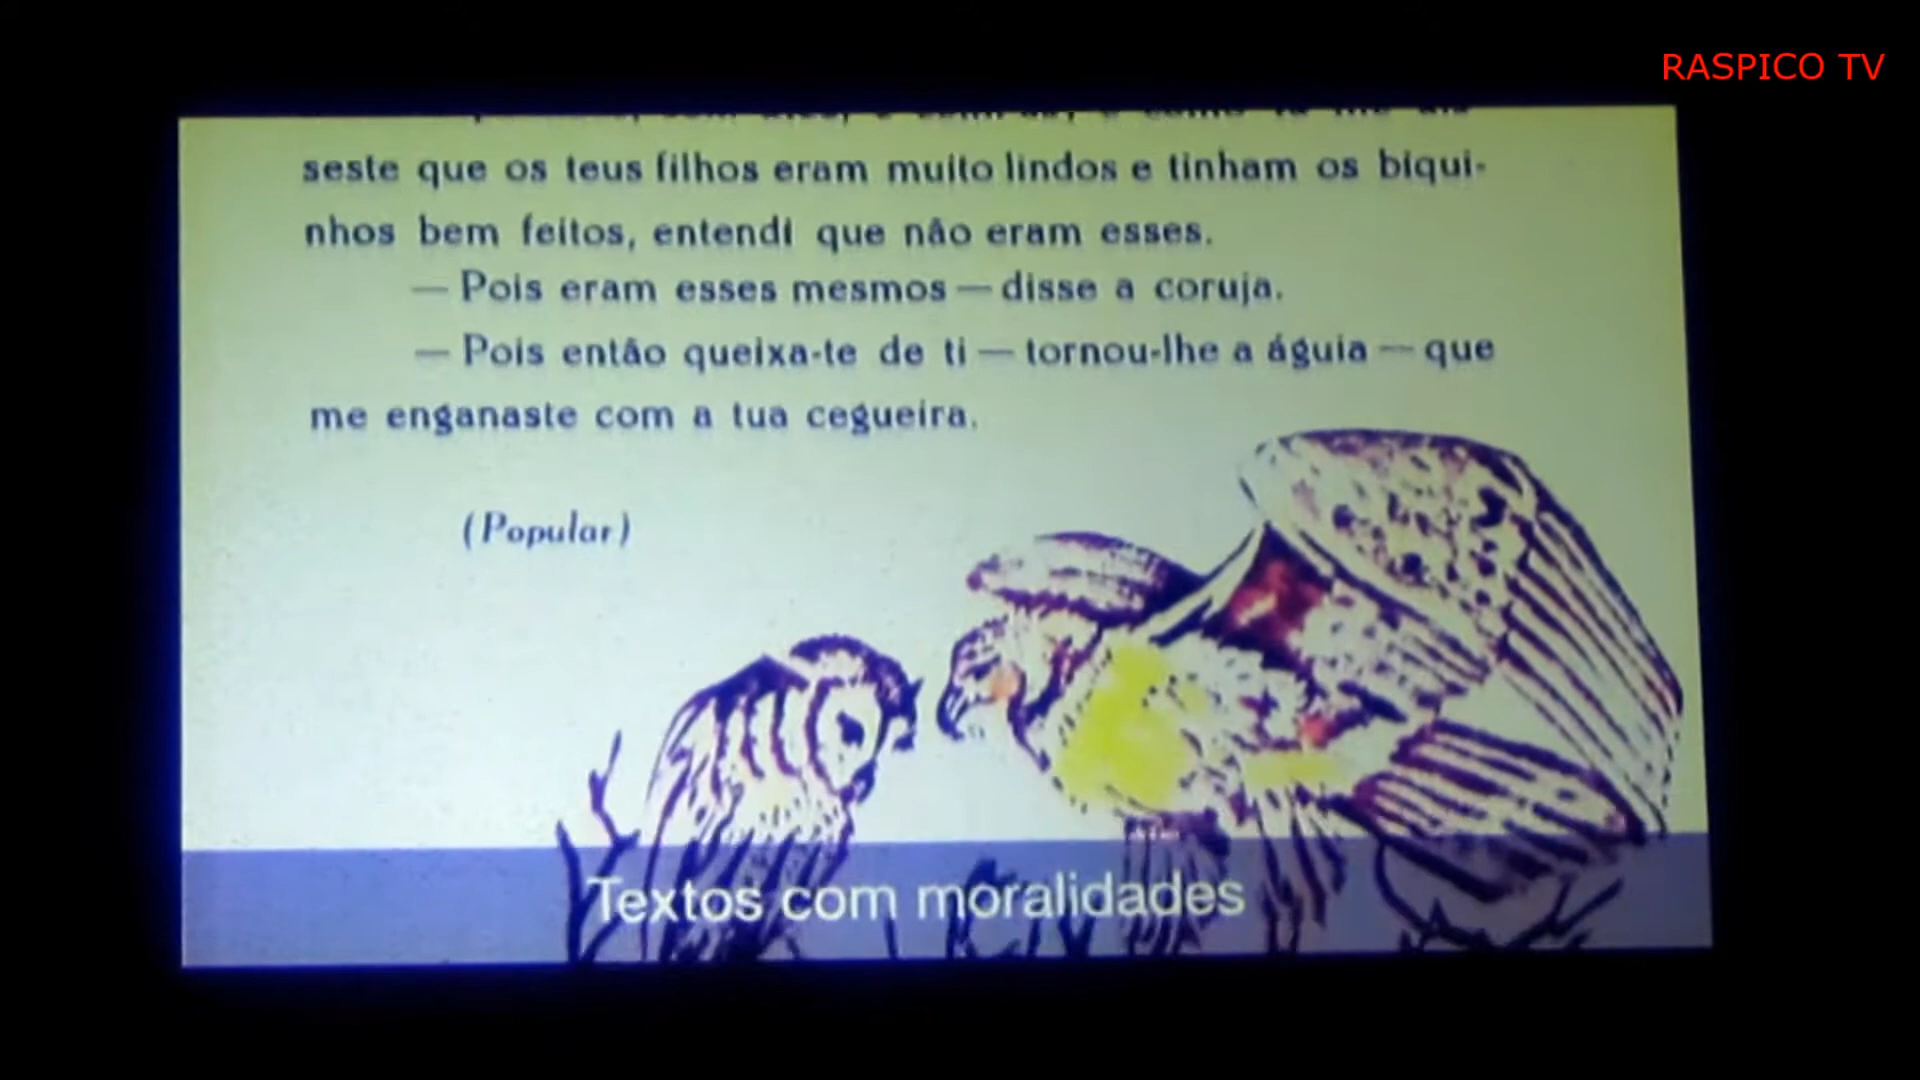 RASPICO TV
seste que os teus filhos eram muito lindos e tinham os biqui-
nhos bem feitos, entendi que não eram esses.
— Pois eram esses mesmos — disse a coruja.
— Pois então queixa-te de ti — tornou-lhe a águia — que
me enganaste com a tua cegueira.
(Popular)
Textos com moralidades